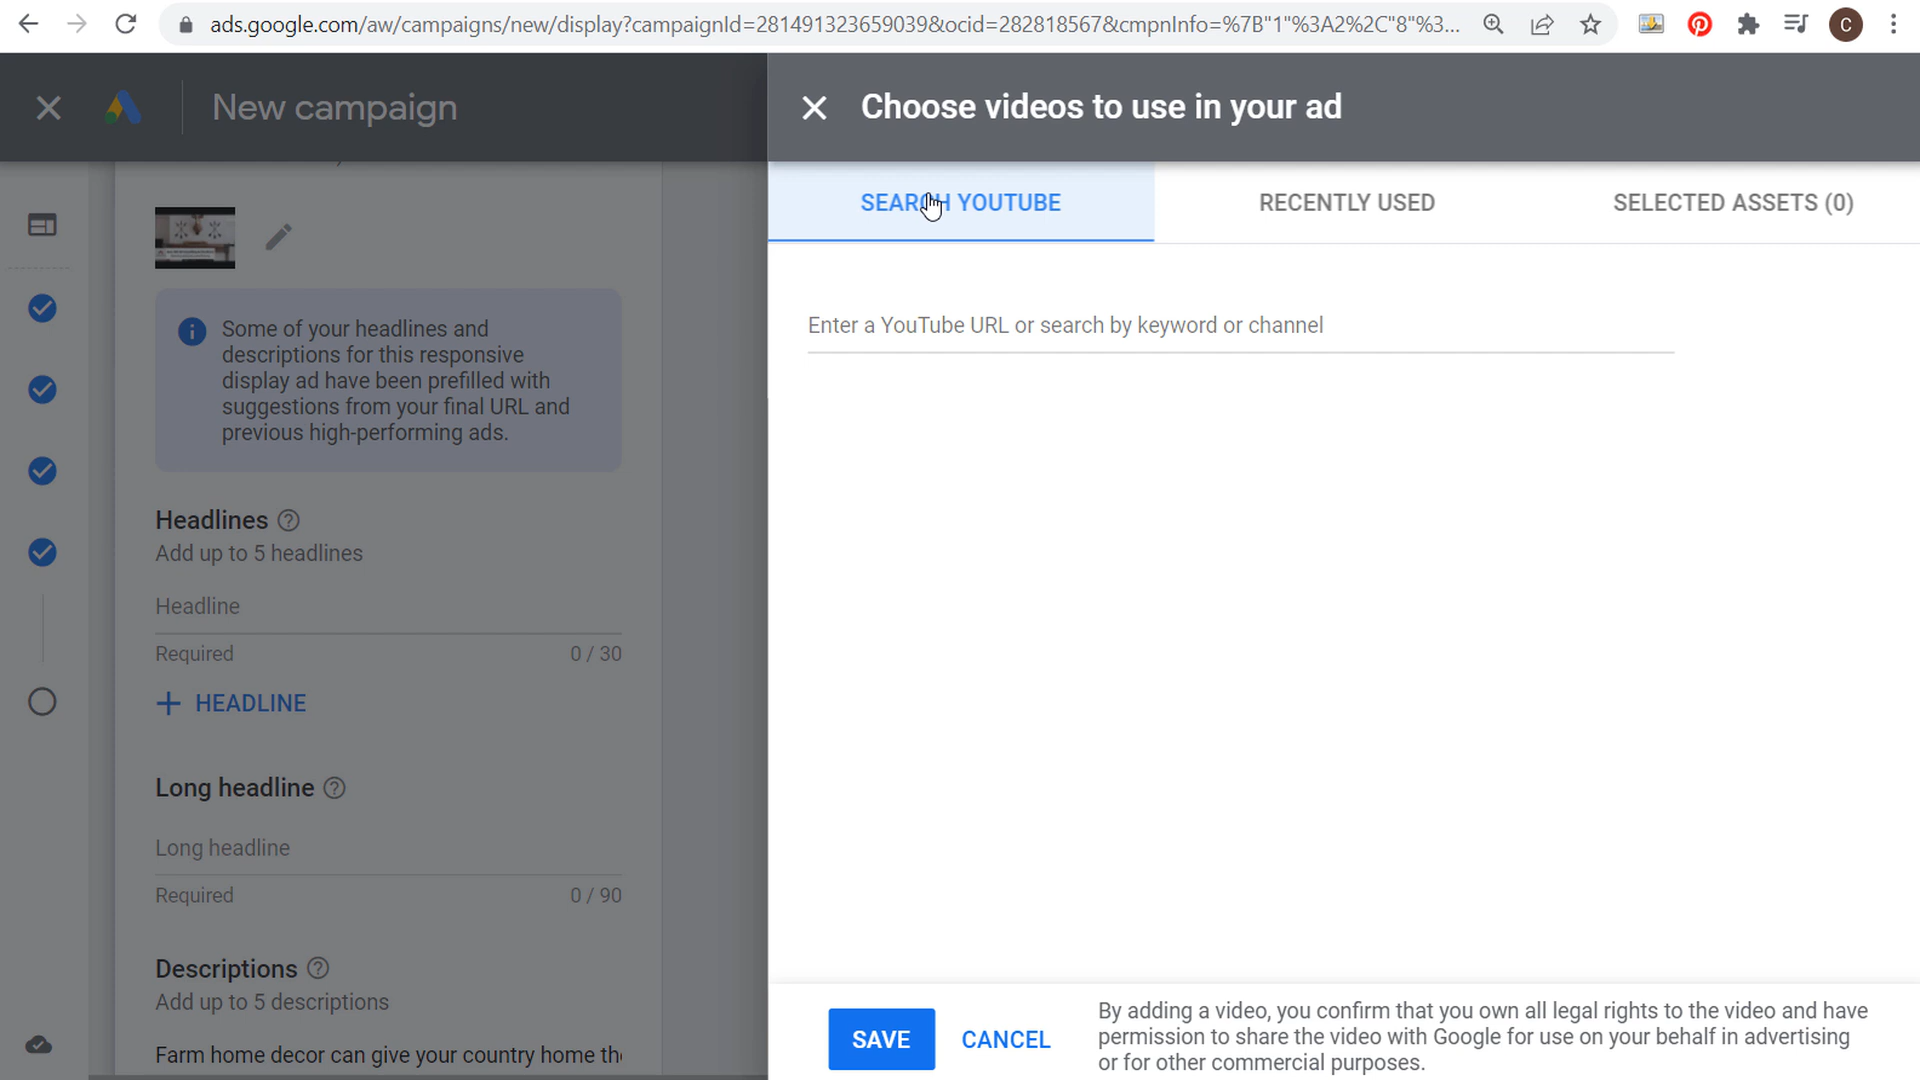 ads.google.com/aw/campaigns/new/display?campaignId=281491323659039&ocid=282818567&cmpnInfo=%7B"1"%3A2%2C"8"%3...
C
New campaign
Choose videos to use in your ad
SEARCH YOUTUBE
RECENTLY USED
SELECTED ASSETS (0)
Enter a YouTube URL or search by keyword or channel
Some of your headlines and
descriptions for this responsive
display ad have been prefilled with
suggestions from your final URL and
previous high-performing ads.
Headlines
Add up to 5 headlines
Headline
Required
0 / 30
HEADLINE
Long headline
Long headline
Required
0 / 90
Descriptions
Add up to 5 descriptions
Farm home decor can give your country home th
SAVE
CANCEL
By adding a video, you confirm that you own all legal rights to the video and have
permission to share the video with Google for use on your behalf in advertising
or for other commercial purposes.